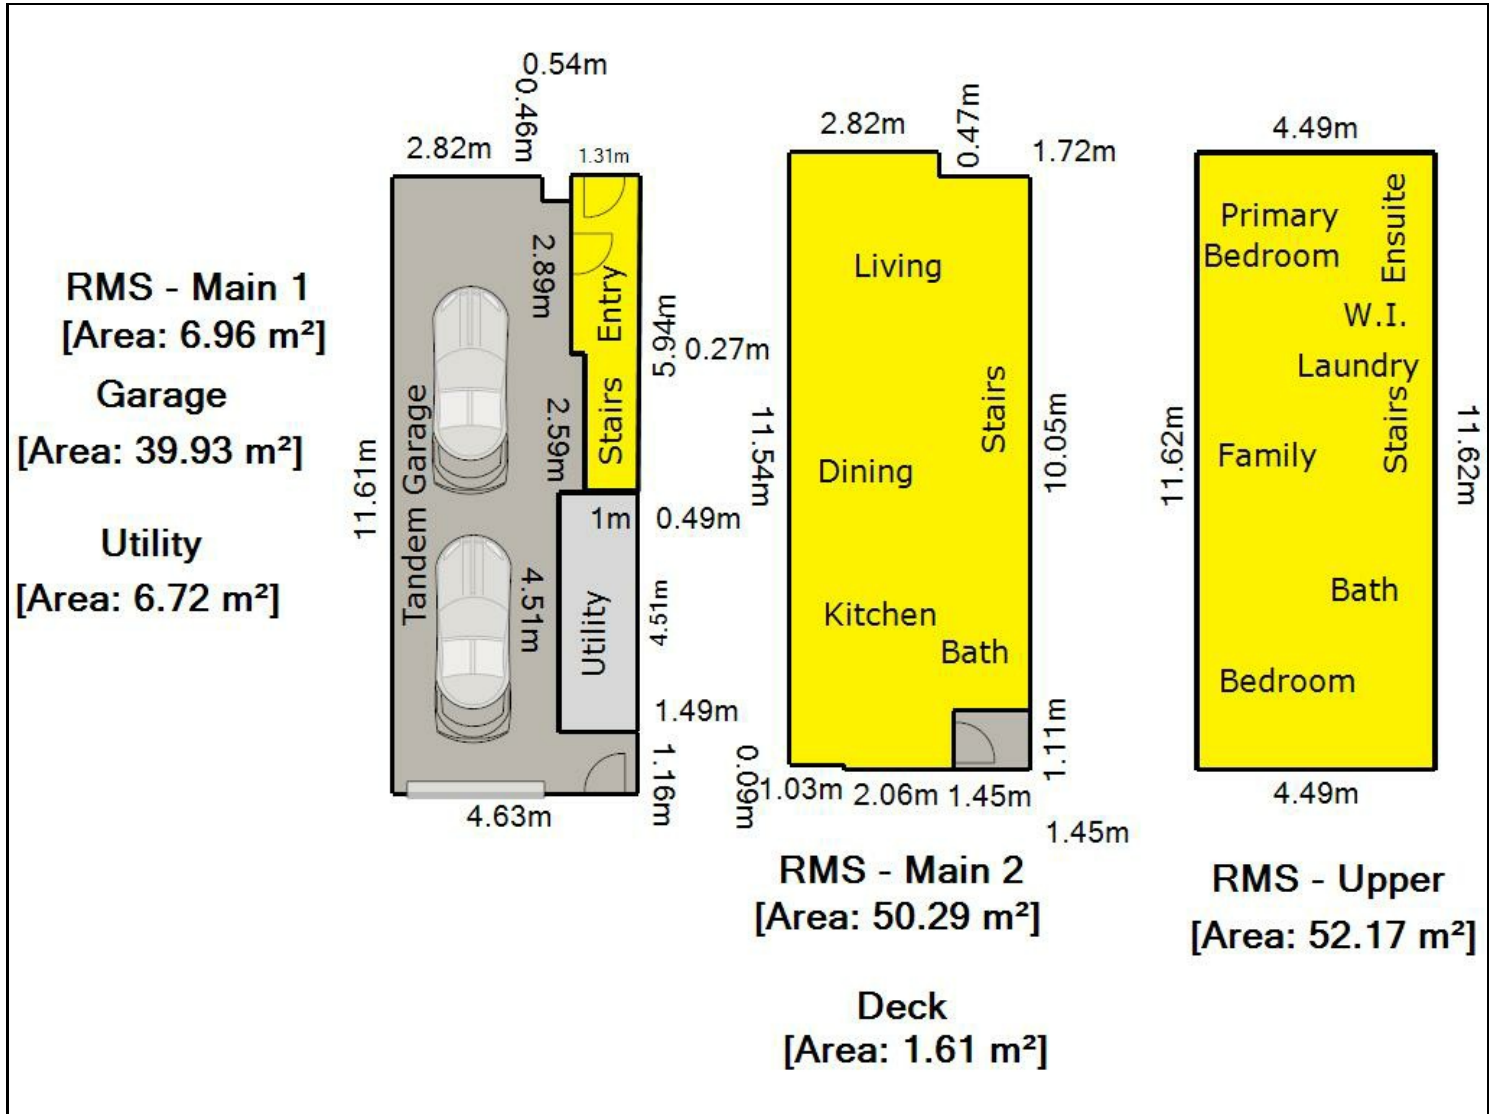 RMS - Main 1
[Area: 6.96 m²]
Garage
[Area: 39.93 m²]
Utility
[Area: 6.72 m²]
0.54m
0.46m
2.82m
1.31m
2.89m
Entry
5.94m
0.27m
Stairs
2.59m
Tandem Garage
11.61m
1m
0.49m
4.51m
Utility
4.51m
1.49m
1.16m
4.63m
2.82m
0.47m
1.72m
Living
Stairs
11.54m
10.05m
Dining
Kitchen
Bath
1.11m
0.09m
1.03m
2.06m
1.45m
1.45m
RMS - Main 2
[Area: 50.29 m²]
Deck
[Area: 1.61 m²]
4.49m
Primary
Bedroom
Ensuite
W.I.
Laundry
Stairs
Family
11.62m
11.62m
Bath
Bedroom
4.49m
RMS - Upper
[Area: 52.17 m²]